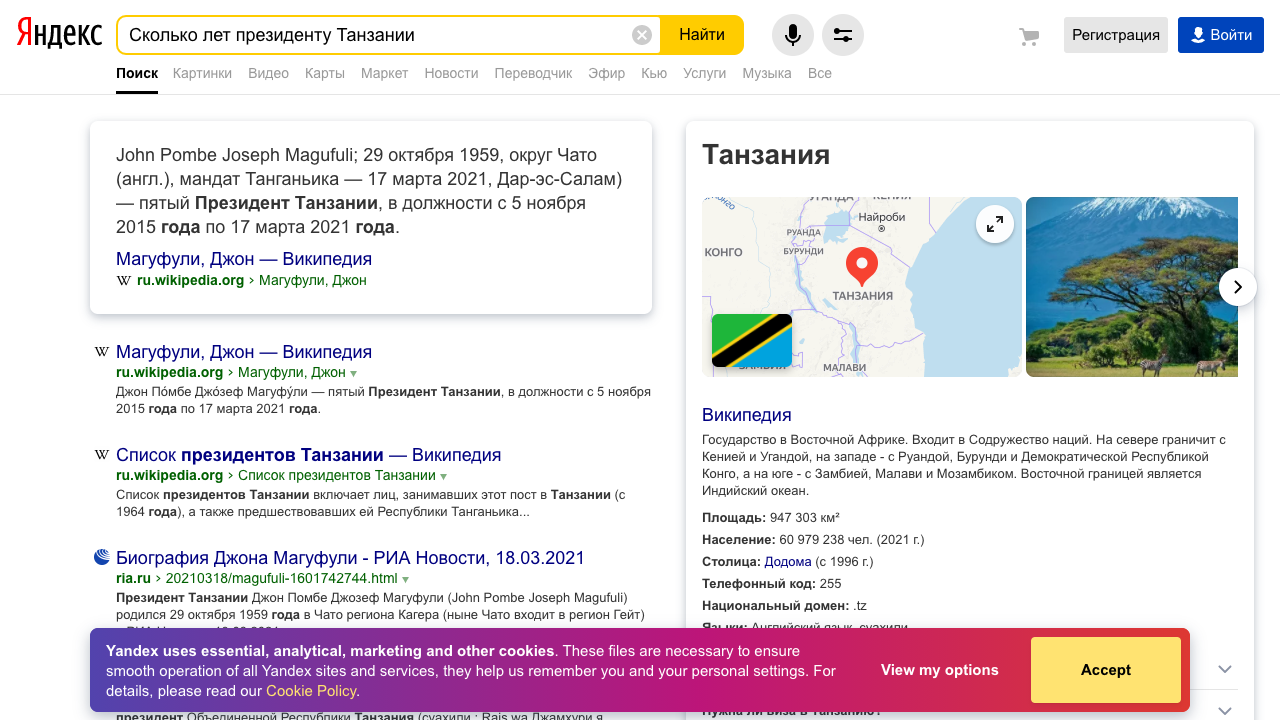 Яндекс
Сколько лет президенту Танзании
Найти
Регистрация
Войти
Поиск Картинки Видео Карты Маркет Новости Переводчик Эфир Кью Услуги Музыка Все
John Pombe Joseph Magufuli; 29 октября 1959, округ Чато
(англ.), мандат Танганьика — 17 марта 2021, Дар-эс-Салам)
— пятый Президент Танзании, в должности с 5 ноября
2015 года по 17 марта 2021 года.
Магуфули, Джон — Википедия
W ru.wikipedia.org › Магуфули, Джон
W Магуфули, Джон — Википедия
ru.wikipedia.org › Магуфули, Джон
Джон По́мбе Джо́зеф Магуфу́ли — пятый Президент Танзании, в должности с 5 ноября
2015 года по 17 марта 2021 года.
W Список президентов Танзании — Википедия
ru.wikipedia.org › Список президентов Танзании
Список президентов Танзании включает лиц, занимавших этот пост в Танзании (с
1964 года), а также предшествовавших ей Республики Танганьика...
Биография Джона Магуфули - РИА Новости, 18.03.2021
ria.ru › 20210318/magufuli-1601742744.html
Президент Танзании Джон Помбе Джозеф Магуфули (John Pombe Joseph Magufuli)
родился 29 октября 1959 года в Чато региона Кагера (ныне Чато входит в регион Гейт)
президент Объединенной Республики Танзания (суахили : Rais wa Джамхури я
Танзания
КОНГО
УГАНДА
КЕНИЯ
Найроби
РУАНДА
БУРУНДИ
ТАНЗАНИЯ
ЗАМБИЯ
МАЛАВИ
Википедия
Государство в Восточной Африке. Входит в Содружество наций. На севере граничит с
Кенией и Угандой, на западе - с Руандой, Бурунди и Демократической Республикой
Конго, а на юге - с Замбией, Малави и Мозамбиком. Восточной границей является
Индийский океан.
Площадь: 947 303 км²
Население: 60 979 238 чел. (2021 г.)
Столица: Додома (с 1996 г.)
Телефонный код: 255
Национальный домен: .tz
Языки: Английский язык, суахили
Нужна ли виза в Танзанию?
Yandex uses essential, analytical, marketing and other cookies. These files are necessary to ensure
smooth operation of all Yandex sites and services, they help us remember you and your personal settings. For
details, please read our Cookie Policy.
View my options
Accept